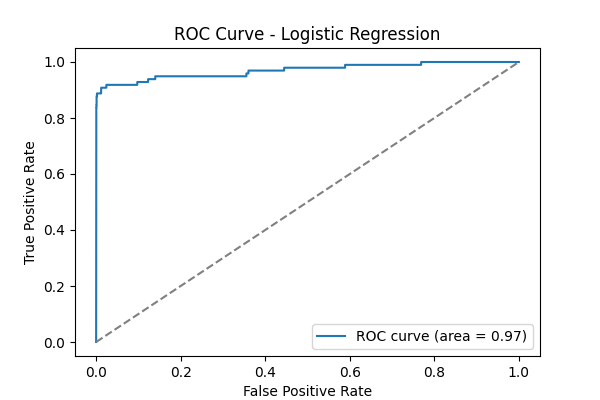 ROC Curve - Logistic Regression
1.0
0.8
0.6
0.4
0.2
0.0
True Positive Rate
ROC curve (area = 0.97)
0.0 0.2 0.4 0.6 0.8 1.0
False Positive Rate